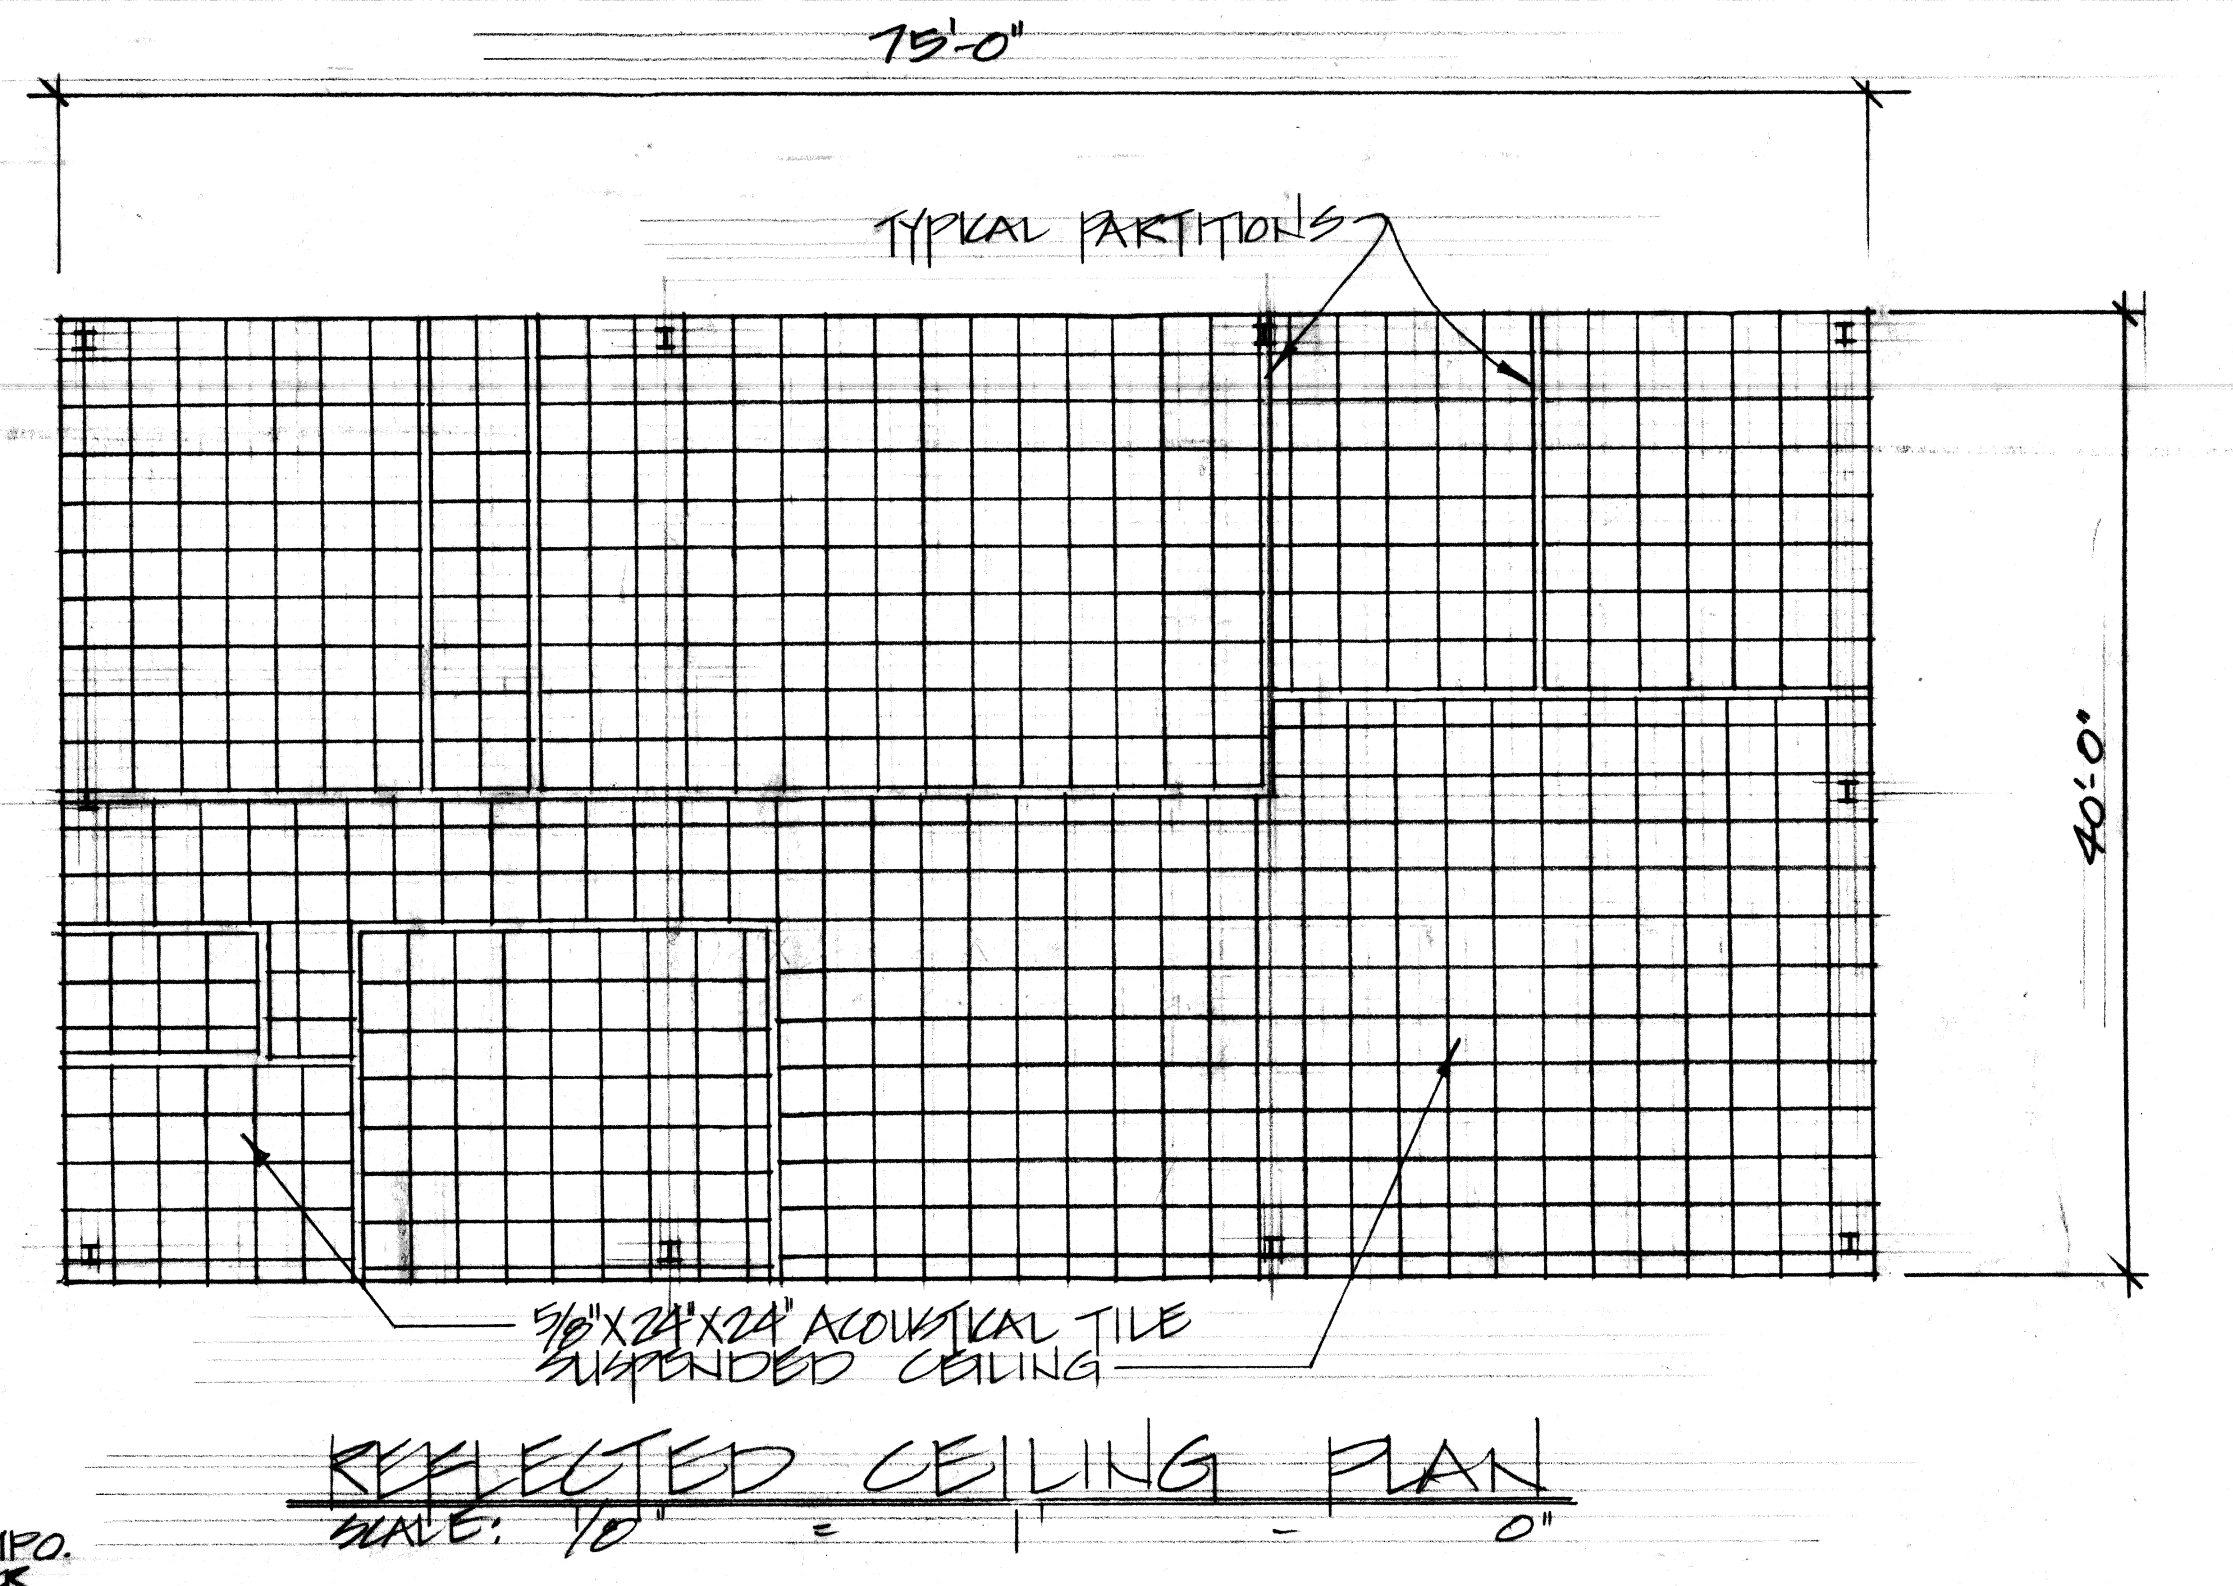 75'-0"
TYPICAL PARTITIONS
40'-0"
5/8"X24"X24" ACOUSTICAL TILE
SUSPENDED CEILING
REFLECTED CEILING PLAN
SCALE: 1/8" = 1' - 0"